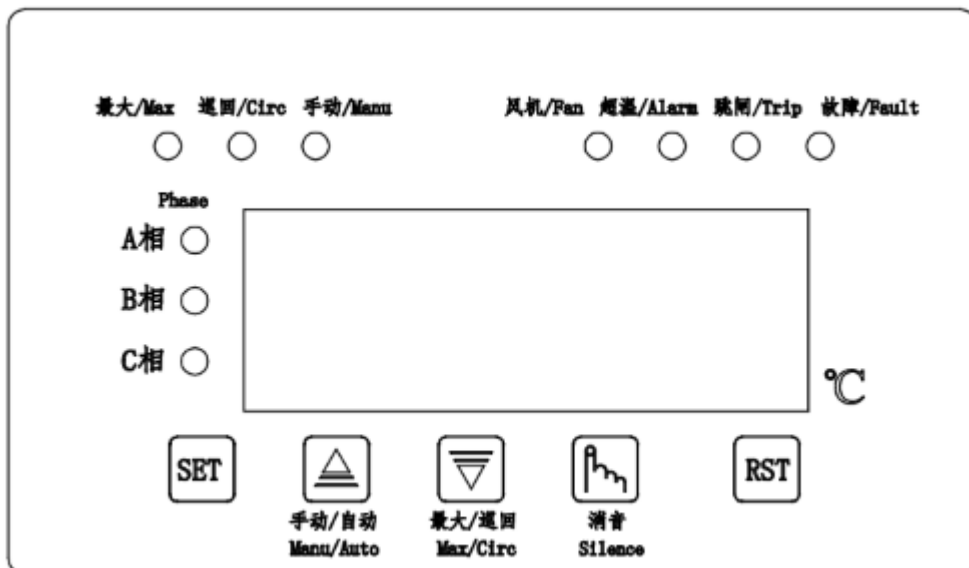 最大/Max 巡回/Circ 手动/Manu 风机/Fan 超温/Alarm 跳闸/Trip 故障/Fault
Phase
A相
B相
C相
℃
SET RST
手动/自动 最大/巡回 消音
Manu/Auto Max/Circ Silence